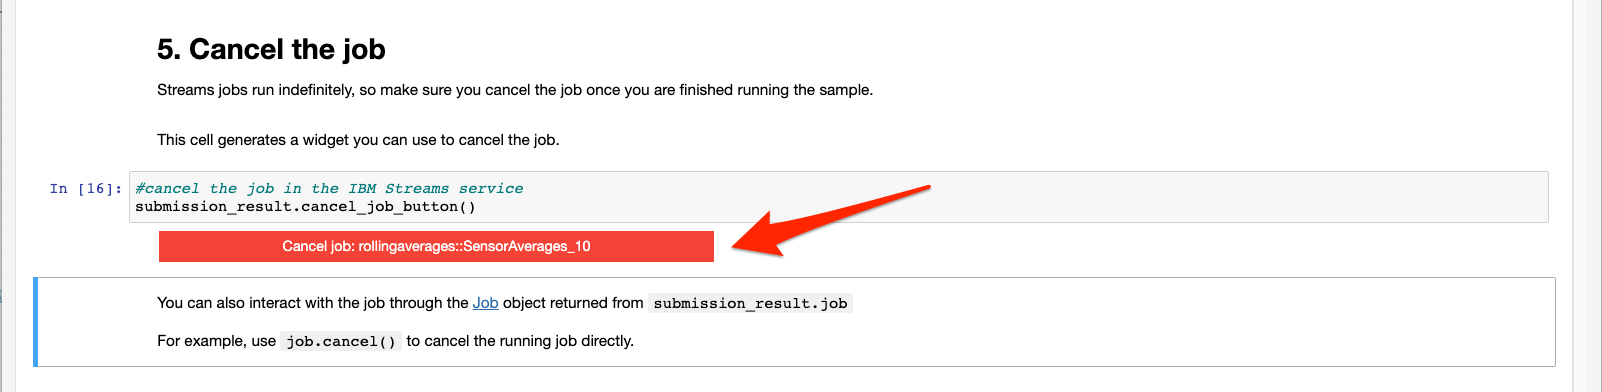 5. Cancel the job
Streams jobs run indefinitely, so make sure you cancel the job once you are finished running the sample.
This cell generates a widget you can use to cancel the job.
In [16]: #cancel the job in the IBM Streams service
submission_result.cancel_job_button()
Cancel job: rollingaverages::SensorAverages_10
You can also interact with the job through the Job object returned from submission_result.job
For example, use job.cancel() to cancel the running job directly.